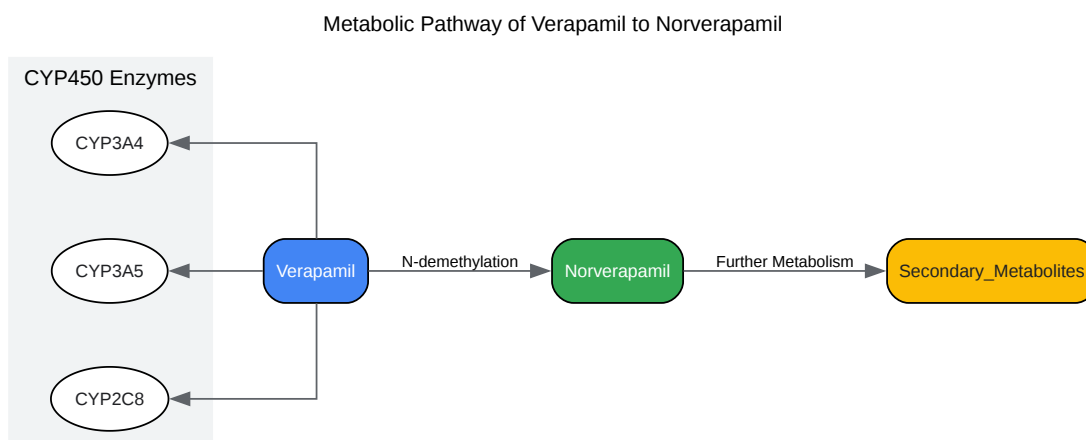 Metabolic Pathway of Verapamil to Norverapamil
CYP450 Enzymes
CYP3A4
CYP3A5
Verapamil
N-demethylation
Norverapamil
Further Metabolism
Secondary_Metabolites
CYP2C8